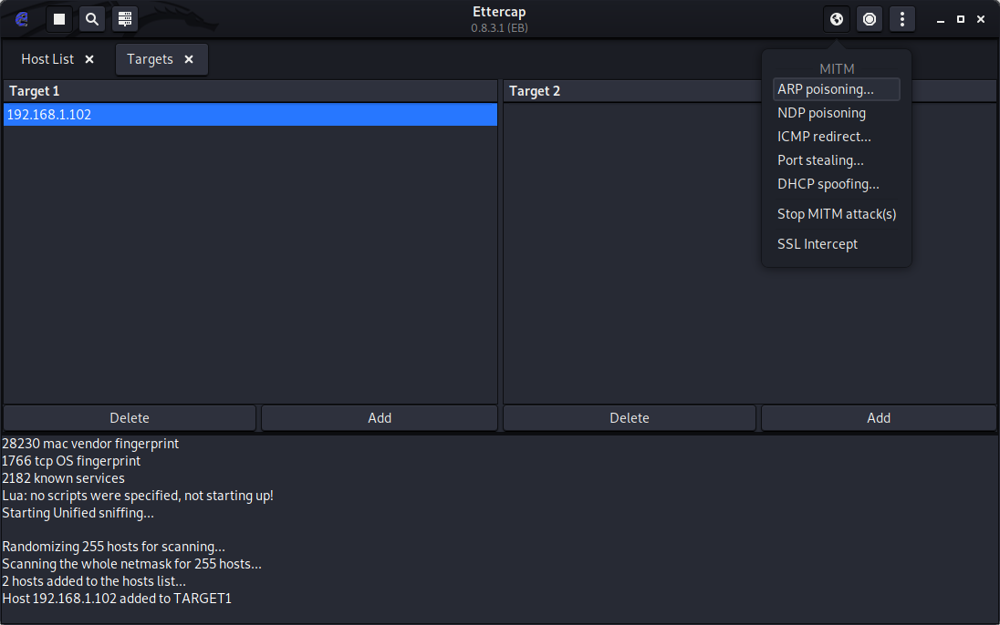 Ettercap
0.8.3.1 (EB)
Host List
Targets
Target 1
Target 2
192.168.1.102
MITM
ARP poisoning...
NDP poisoning
ICMP redirect...
Port stealing...
DHCP spoofing...
Stop MITM attack(s)
SSL Intercept
Delete
Add
Delete
Add
28230 mac vendor fingerprint
1766 tcp OS fingerprint
2182 known services
Lua: no scripts were specified, not starting up!
Starting Unified sniffing...
Randomizing 255 hosts for scanning...
Scanning the whole netmask for 255 hosts...
2 hosts added to the hosts list...
Host 192.168.1.102 added to TARGET1